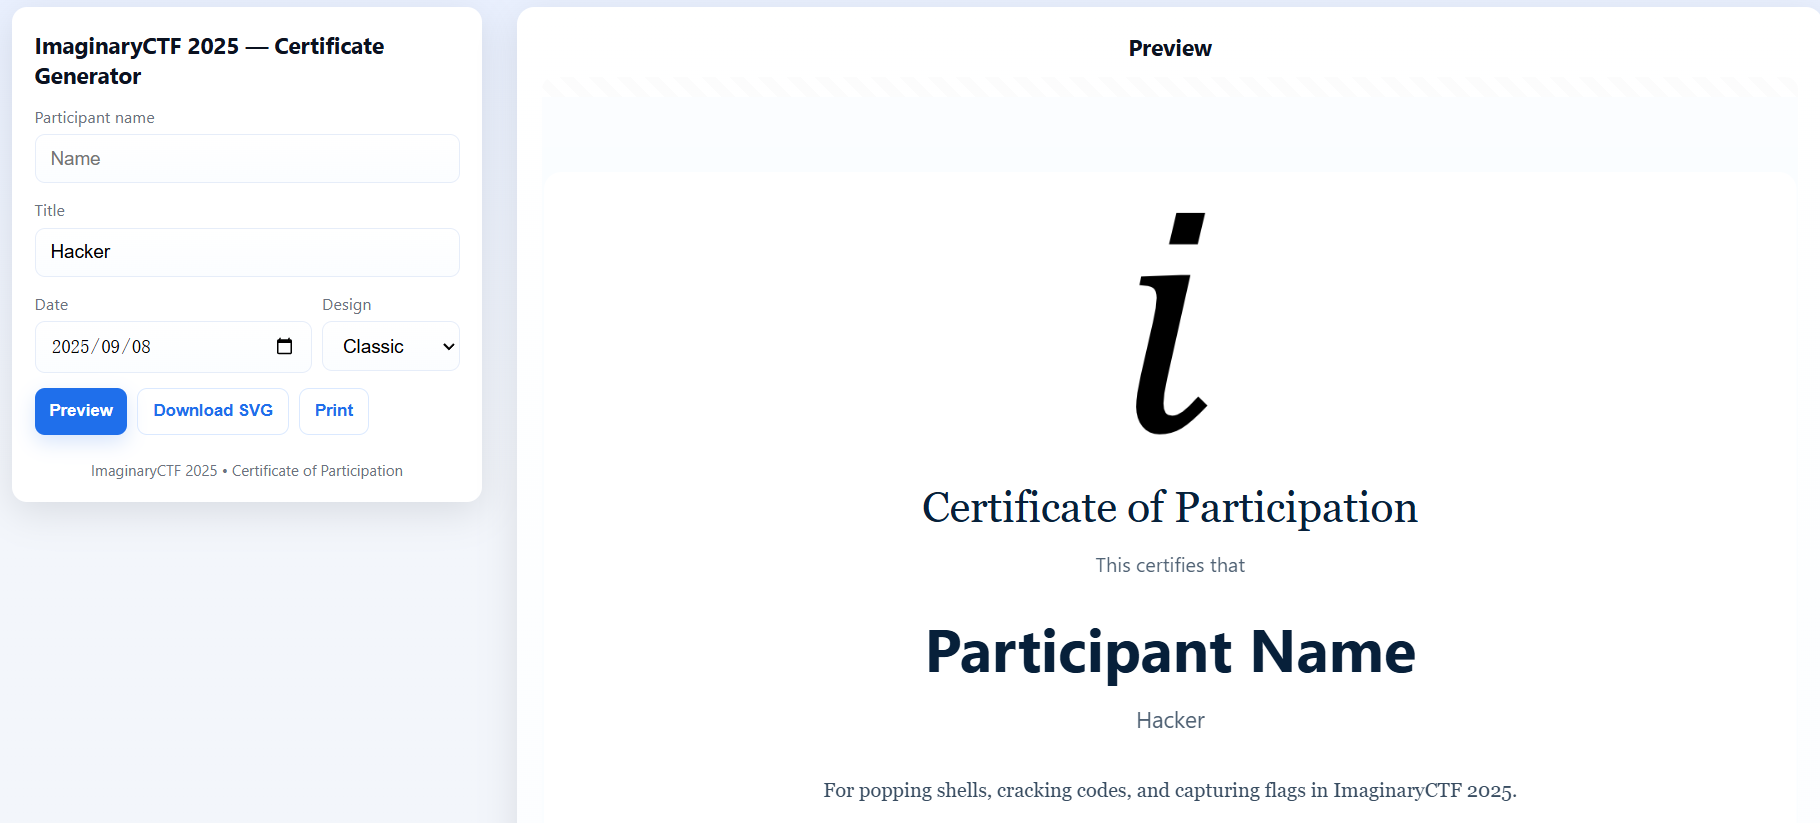 ImaginaryCTF 2025 — Certificate
Generator
Participant name
Name
Title
Hacker
Date
Design
2025/09/08
Classic
Preview
Download SVG
Print
ImaginaryCTF 2025 • Certificate of Participation
Preview
i
Certificate of Participation
This certifies that
Participant Name
Hacker
For popping shells, cracking codes, and capturing flags in ImaginaryCTF 2025.